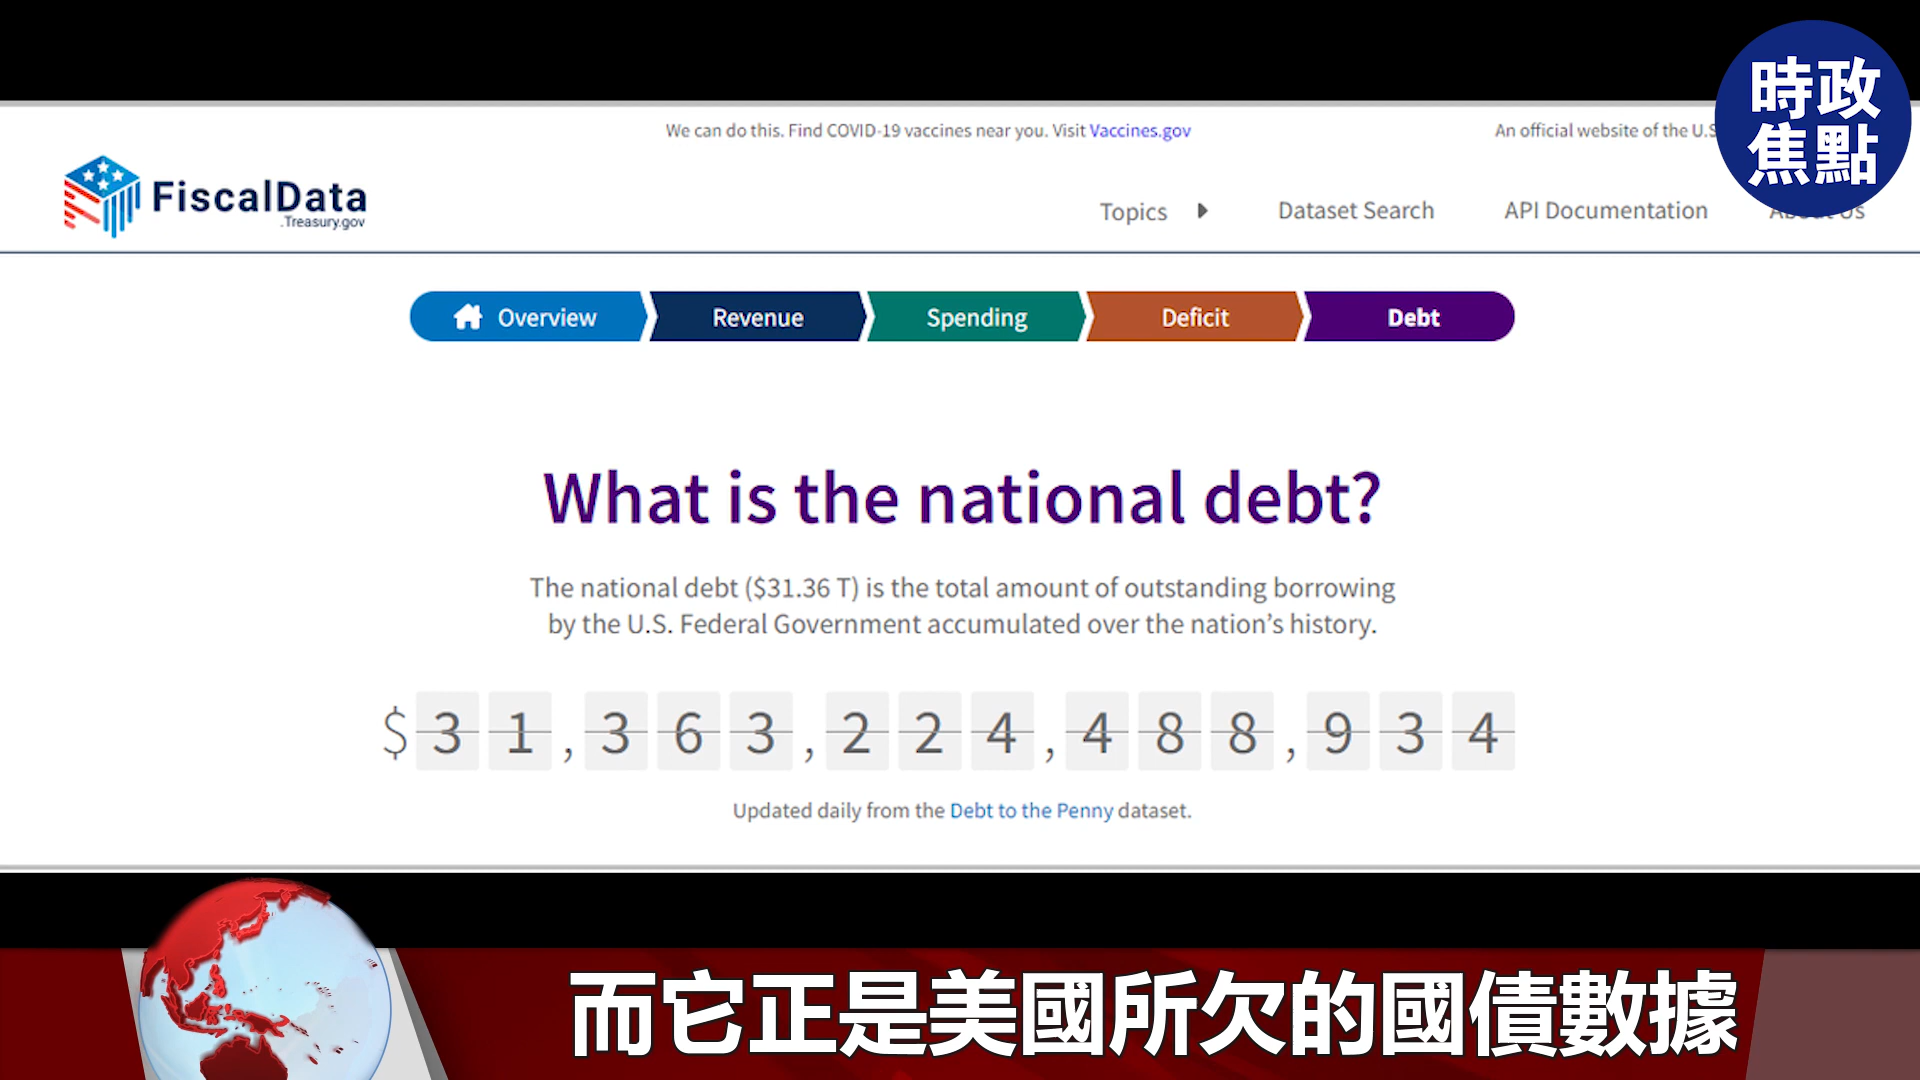 We can do this. Find COVID-19 vaccines near you. Visit Vaccines.gov
An official website of the U.S
時政
焦點
FiscalData
.Treasury.gov
Topics
Dataset Search
API Documentation
About Us
Overview
Revenue
Spending
Deficit
Debt
What is the national debt?
The national debt ($31.36 T) is the total amount of outstanding borrowing
by the U.S. Federal Government accumulated over the nation’s history.
$31,363,224,488,934
Updated daily from the Debt to the Penny dataset.
而它正是美國所欠的國債數據